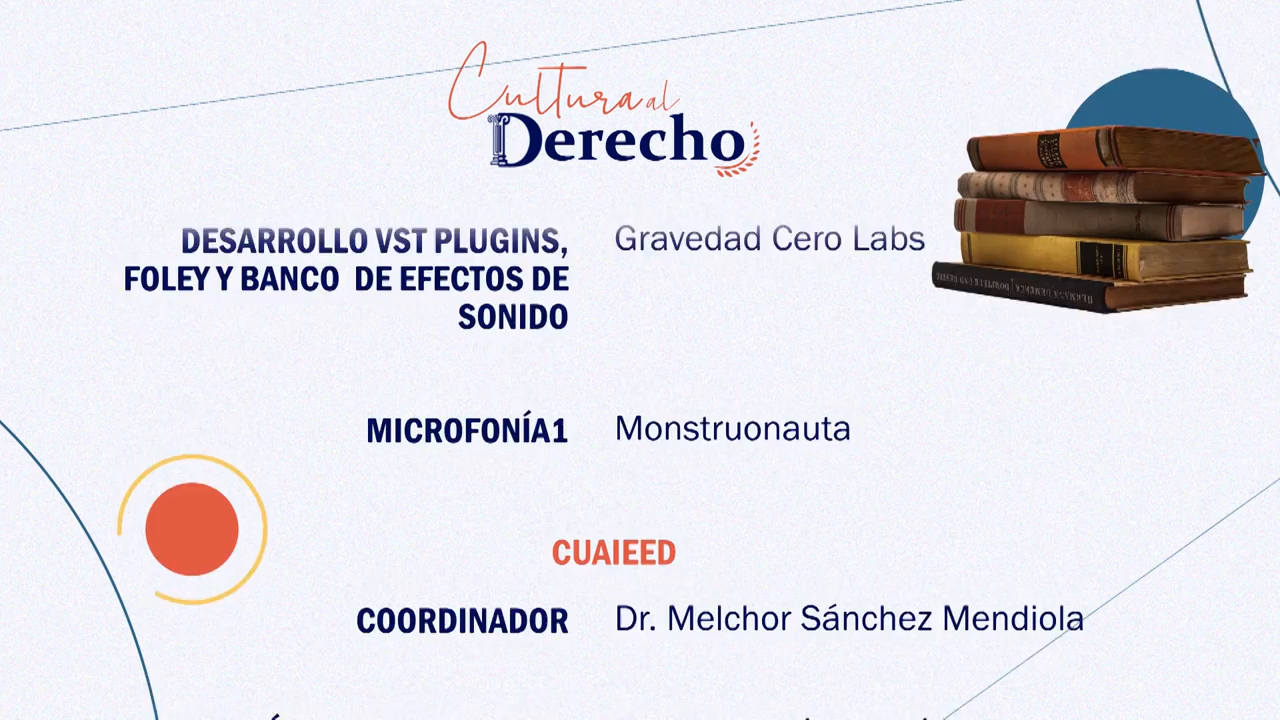 Cultura al
Derecho
DESARROLLO VST PLUGINS, Gravedad Cero Labs
FOLEY Y BANCO DE EFECTOS DE
SONIDO
MICROFONÍA1 Monstruonauta
CUAIEED
COORDINADOR Dr. Melchor Sánchez Mendiola